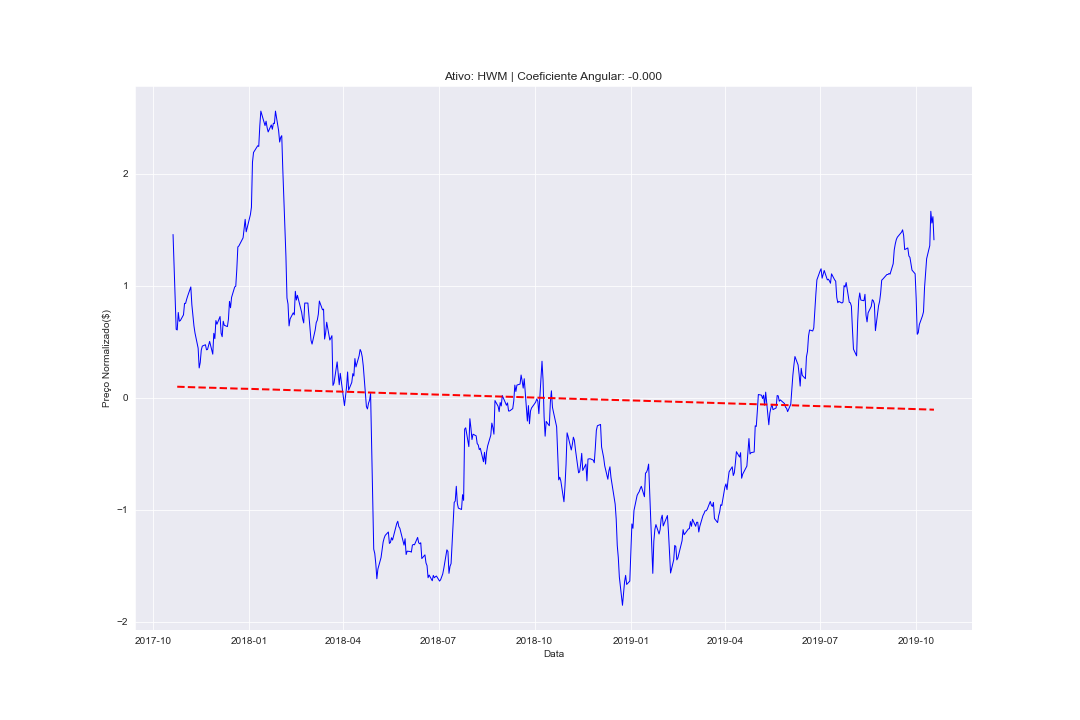 Ativo: HWM | Coeficiente Angular: -0.000
Preço Normalizado($)
2
1
0
−1
−2
2017-10 2018-01 2018-04 2018-07 2018-10 2019-01 2019-04 2019-07 2019-10
Data